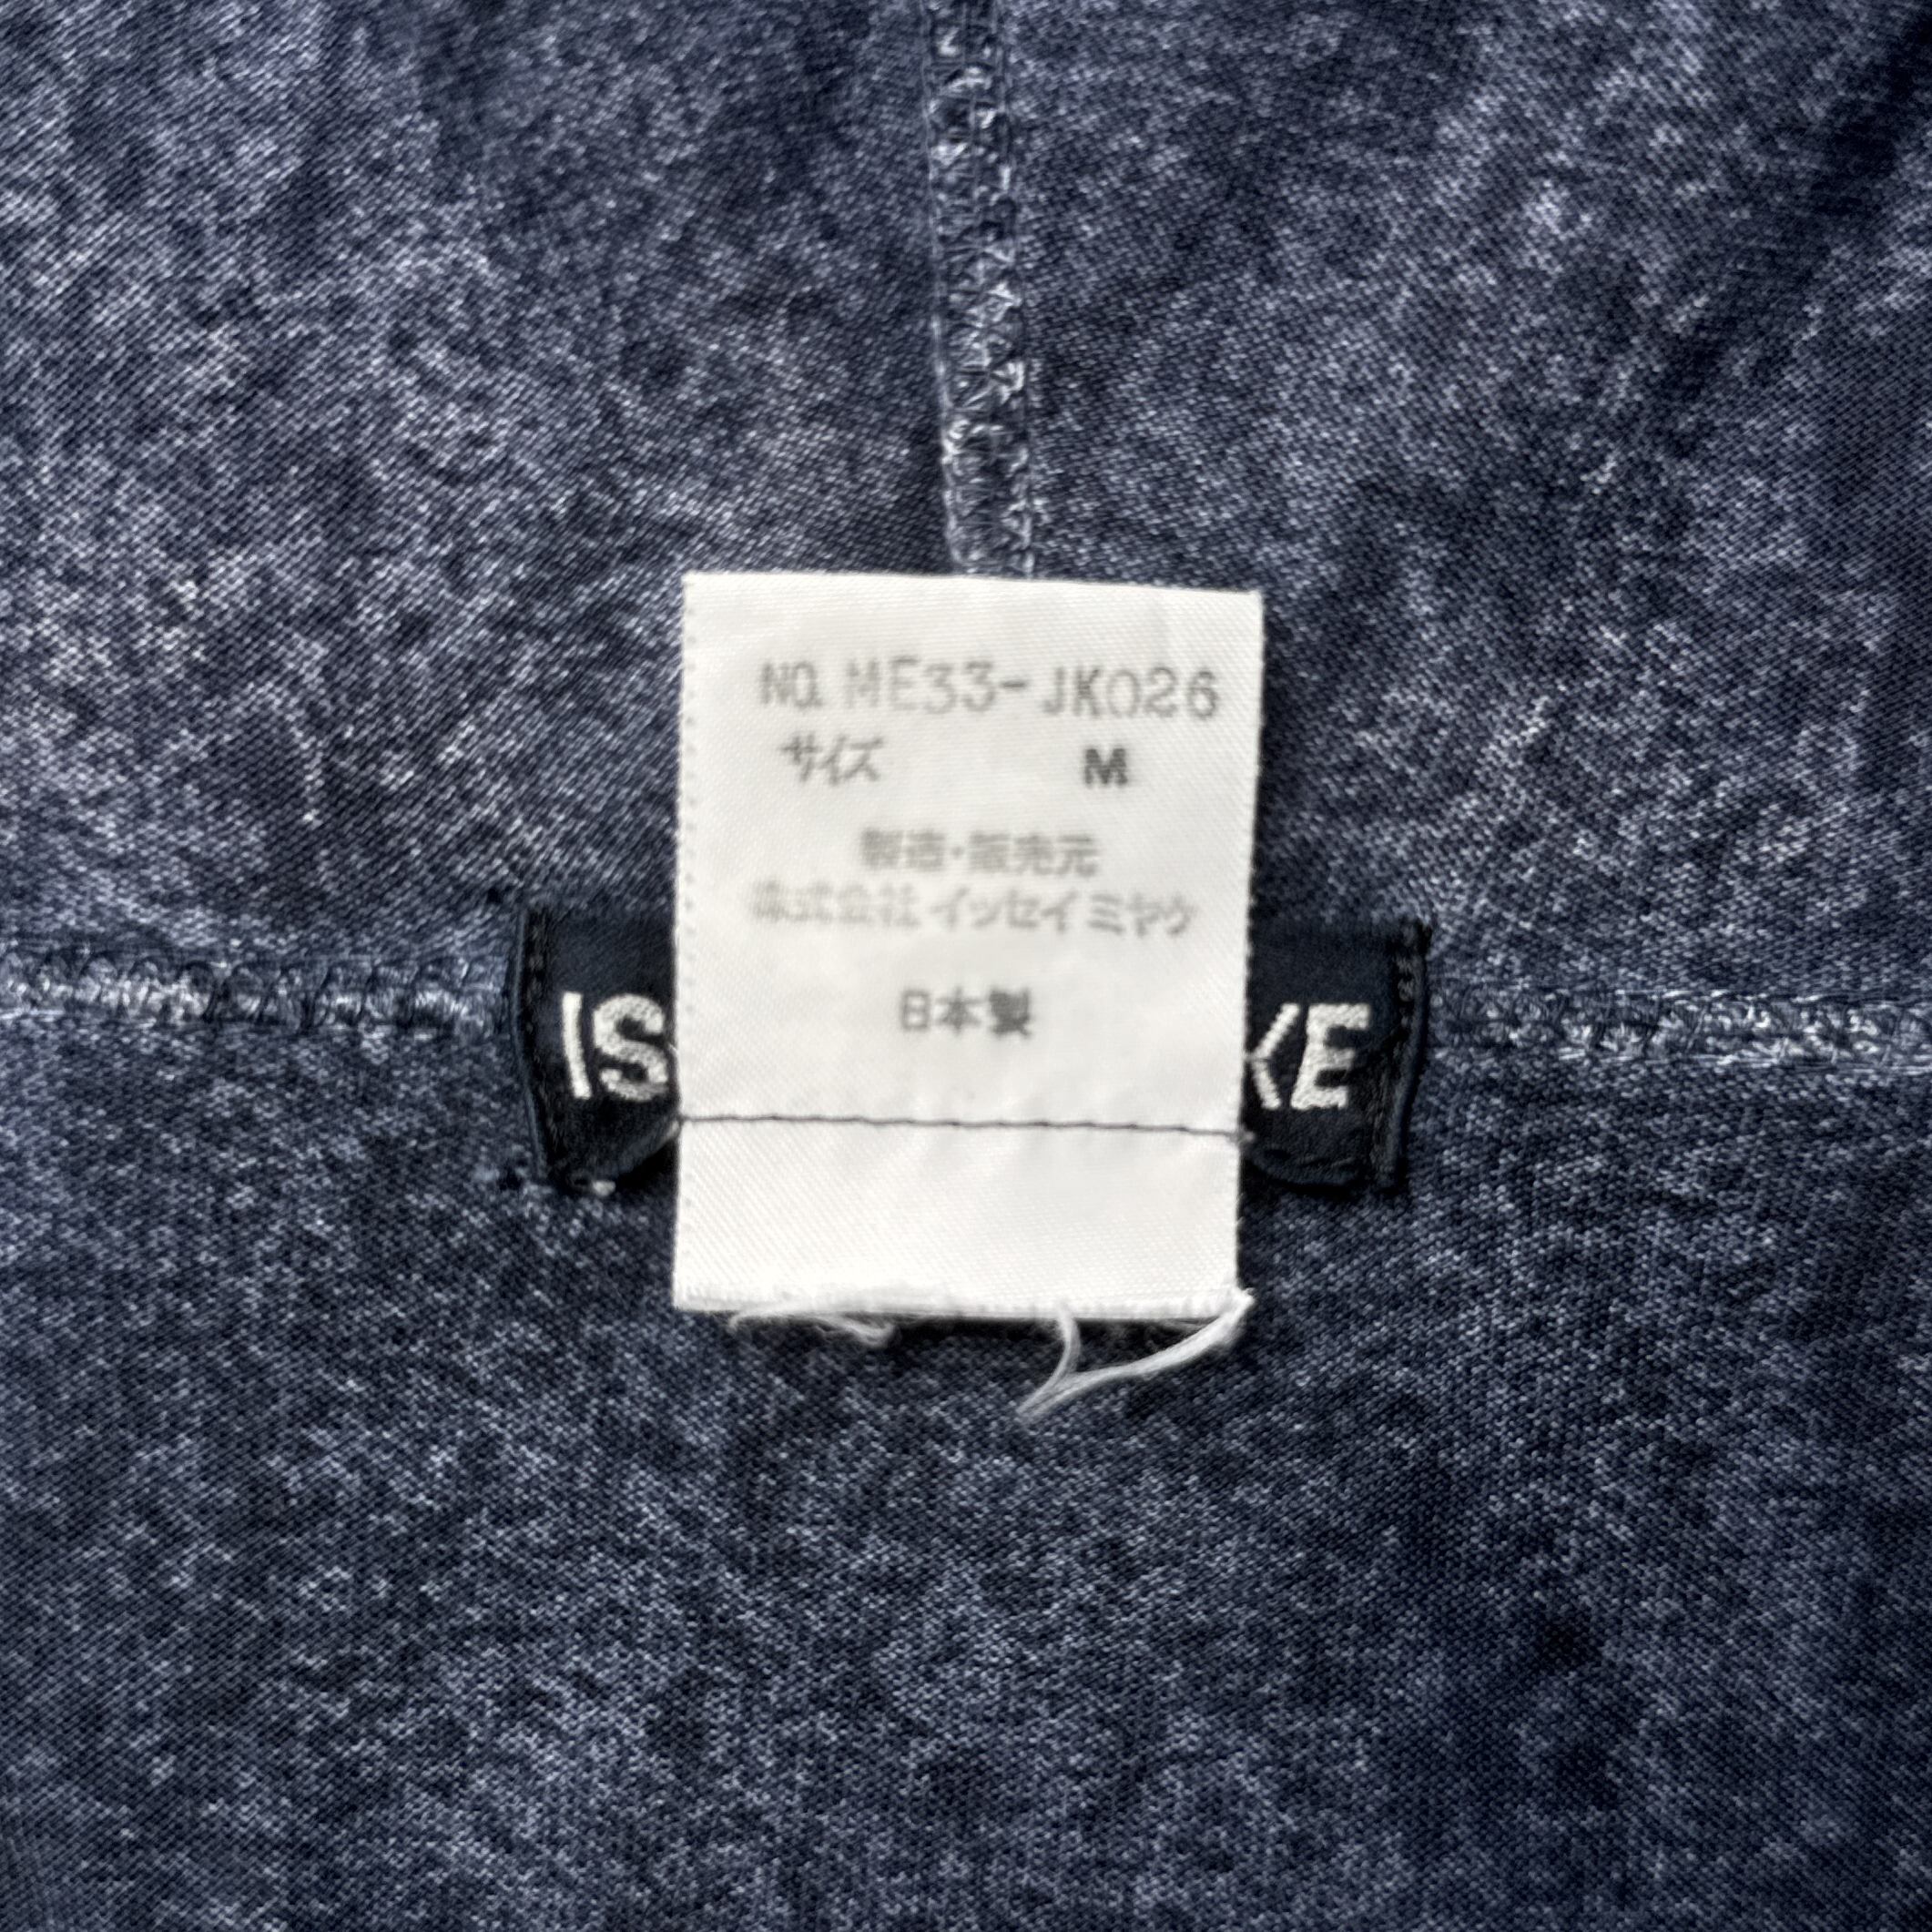 NO. ME33-JK026
サイズ M
製造・販売元
株式会社 イッセイ ミヤケ
日本製
IS KE